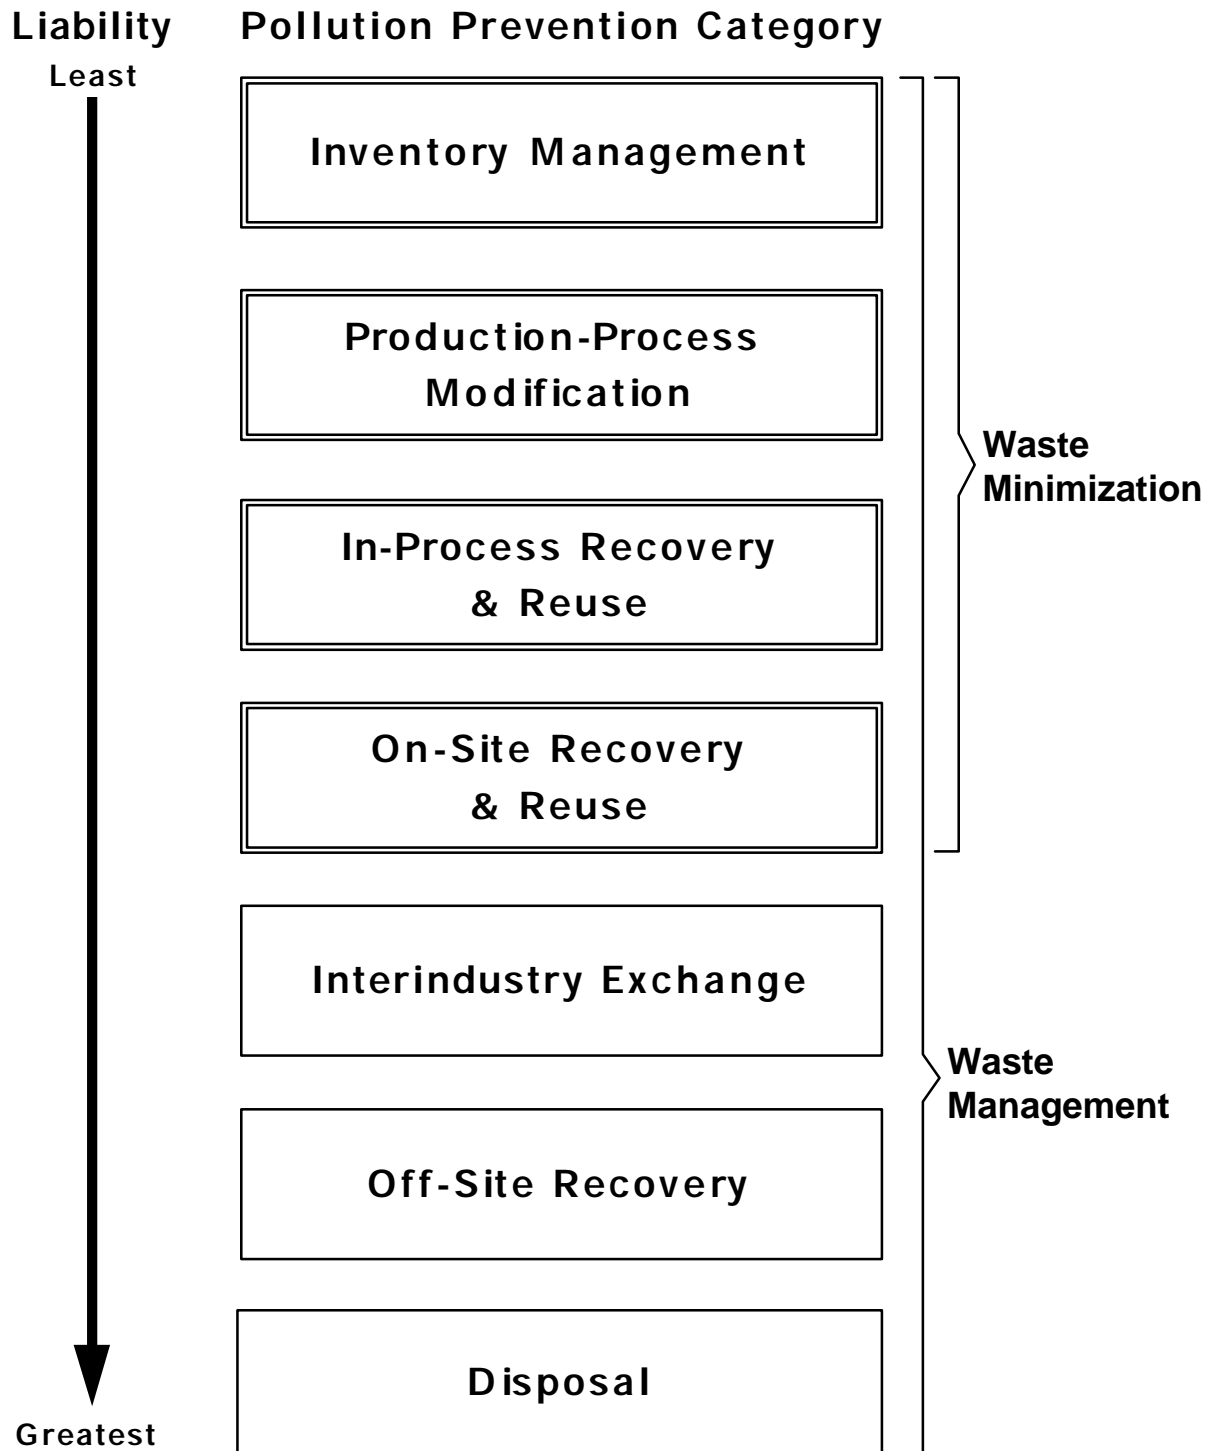 Liability Pollution Prevention Category
Least
Inventory Management
Production-Process
Modification
Waste
Minimization
In-Process Recovery
& Reuse
On-Site Recovery
& Reuse
Interindustry Exchange
Waste
Management
Off-Site Recovery
Disposal
Greatest